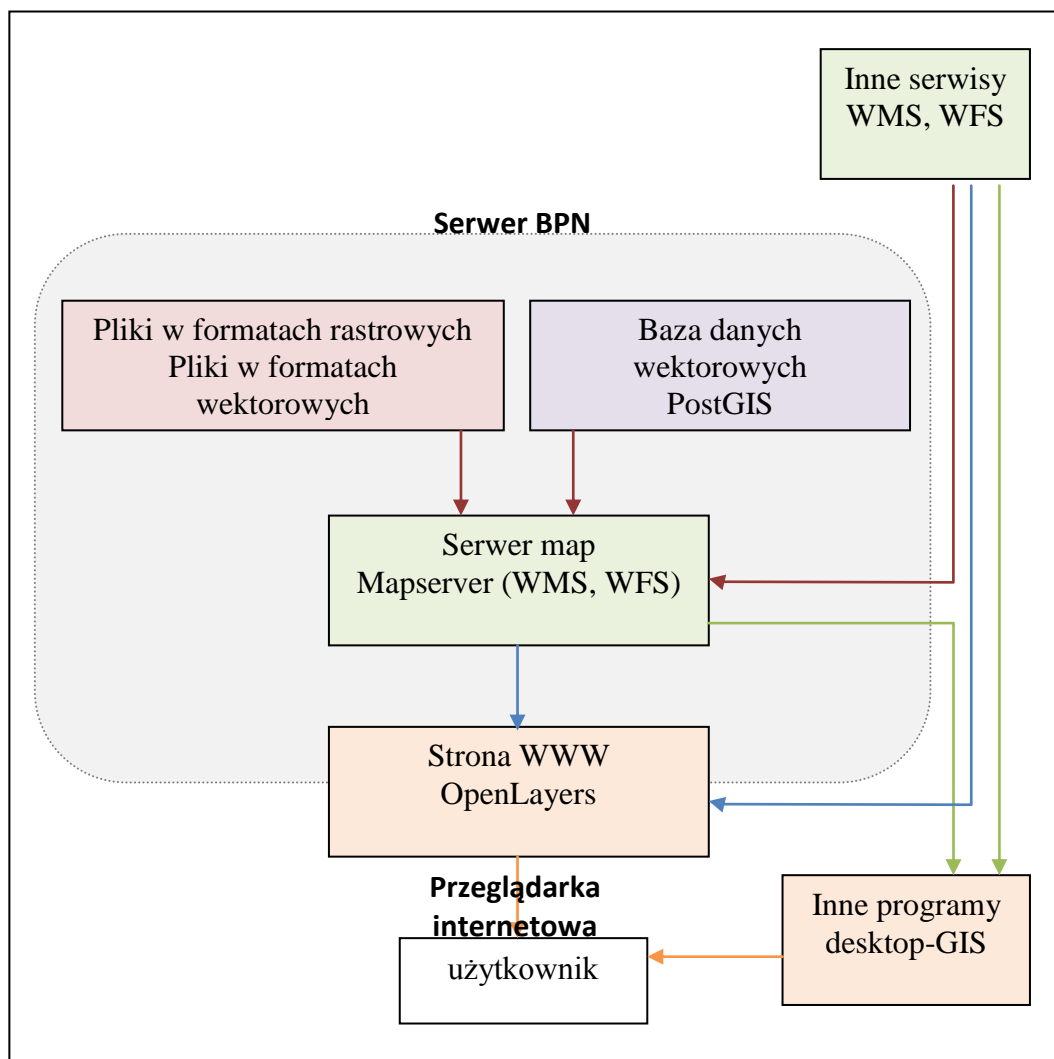 Inne serwisy
WMS, WFS
Serwer BPN
Pliki w formatach rastrowych
Pliki w formatach
wektorowych
Baza danych
wektorowych
PostGIS
Serwer map
Mapserver (WMS, WFS)
Strona WWW
OpenLayers
Przeglądarka
internetowa
użytkownik
Inne programy
desktop-GIS